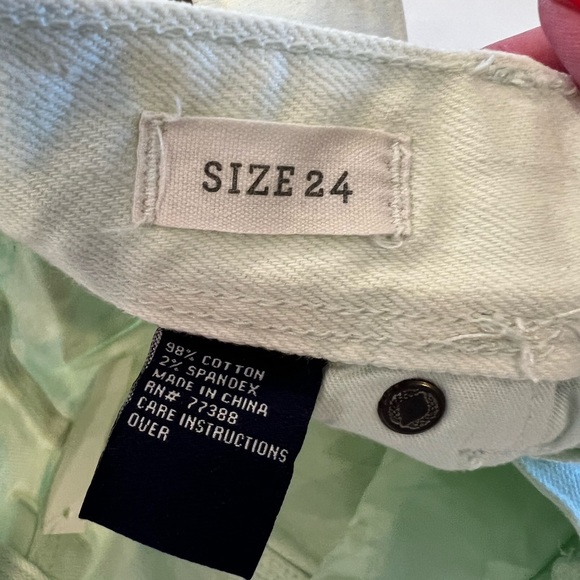 SIZE 24
98% COTTON
2% SPANDEX
MADE IN CHINA
RN# 77388
CARE INSTRUCTIONS
OVER